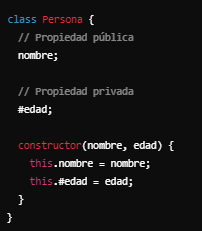 class Persona {
  // Propiedad pública
  nombre;

  // Propiedad privada
  #edad;

  constructor(nombre, edad) {
    this.nombre = nombre;
    this.#edad = edad;
  }
}